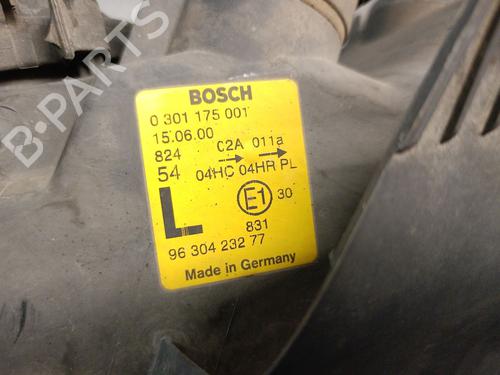 BOSCH
0 301 175 001
15.06.00
824 C2A 011a
54 04HC 04HR PL
L E1 30
831
96 304 232 77
Made in Germany
B-PARTS